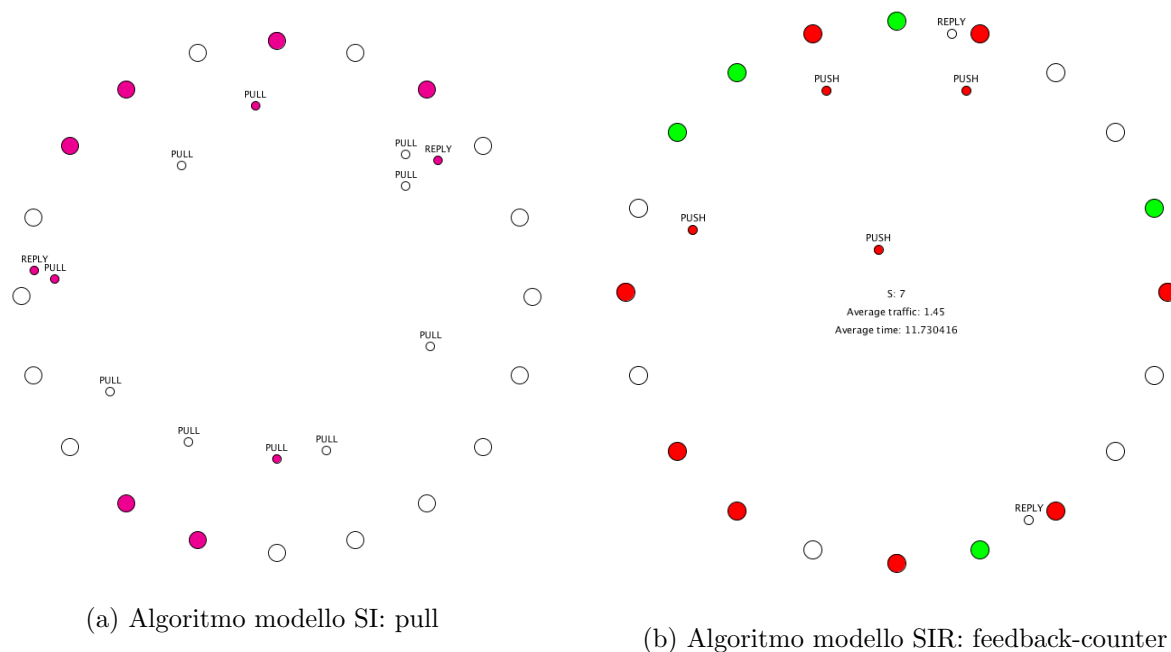 PULL
PULL
PULL
REPLY
PULL
REPLY
PULL
PULL
PULL
PULL
PULL
PULL
(a) Algoritmo modello SI: pull
REPLY
PUSH
PUSH
PUSH
PUSH
S: 7
Average traffic: 1.45
Average time: 11.730416
REPLY
(b) Algoritmo modello SIR: feedback-counter